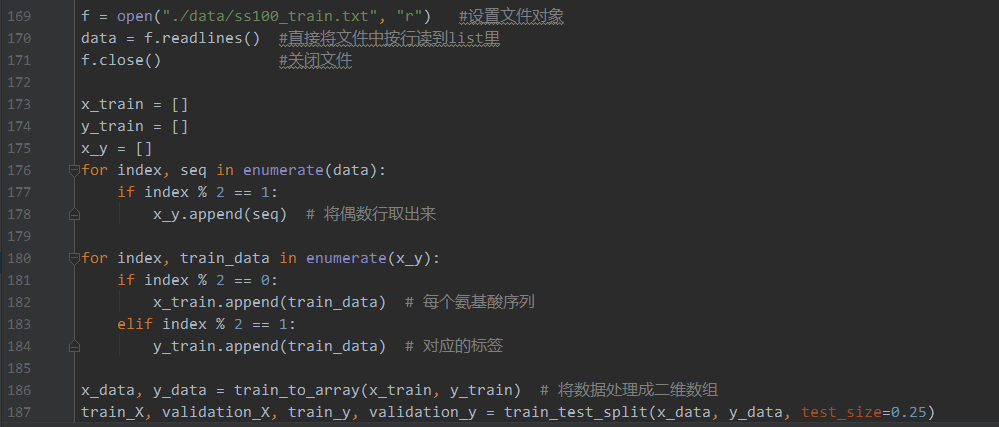 169 f = open("./data/ss100_train.txt", "r") #设置文件对象
170 data = f.readlines() #直接将文件中按行读到list里
171 f.close() #关闭文件
172
173 x_train = []
174 y_train = []
175 x_y = []
176 for index, seq in enumerate(data):
177 if index % 2 == 1:
178 x_y.append(seq) # 将偶数行取出来
179
180 for index, train_data in enumerate(x_y):
181 if index % 2 == 0:
182 x_train.append(train_data) # 每个氨基酸序列
183 elif index % 2 == 1:
184 y_train.append(train_data) # 对应的标签
185
186 x_data, y_data = train_to_array(x_train, y_train) # 将数据处理成二维数组
187 train_X, validation_X, train_y, validation_y = train_test_split(x_data, y_data, test_size=0.25)